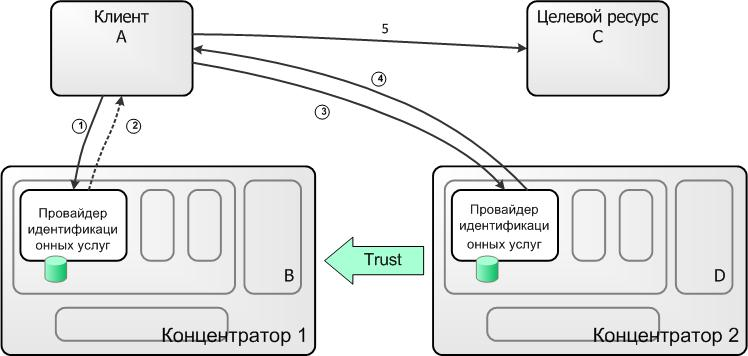 Клиент
A
Целевой ресурс
C
5
4
3
1
2
Провайдер
идентификаци
онных услуг
B
Концентратор 1
Trust
Провайдер
идентификаци
онных услуг
D
Концентратор 2